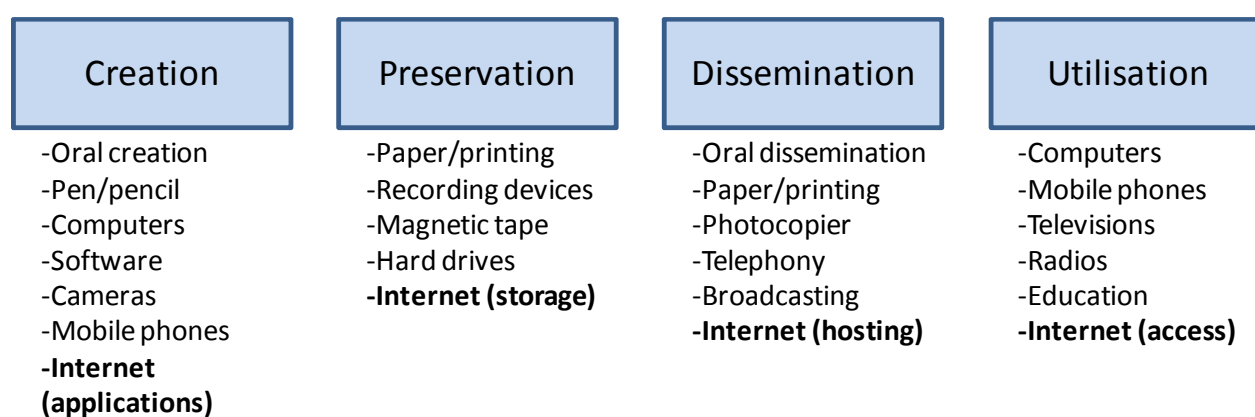 Creation
-Oral creation
-Pen/pencil
-Computers
-Software
-Cameras
-Mobile phones
-Internet
(applications)
Preservation
-Paper/printing
-Recording devices
-Magnetic tape
-Hard drives
-Internet (storage)
Dissemination
-Oral dissemination
-Paper/printing
-Photocopier
-Telephony
-Broadcasting
-Internet (hosting)
Utilisation
-Computers
-Mobile phones
-Televisions
-Radios
-Education
-Internet (access)